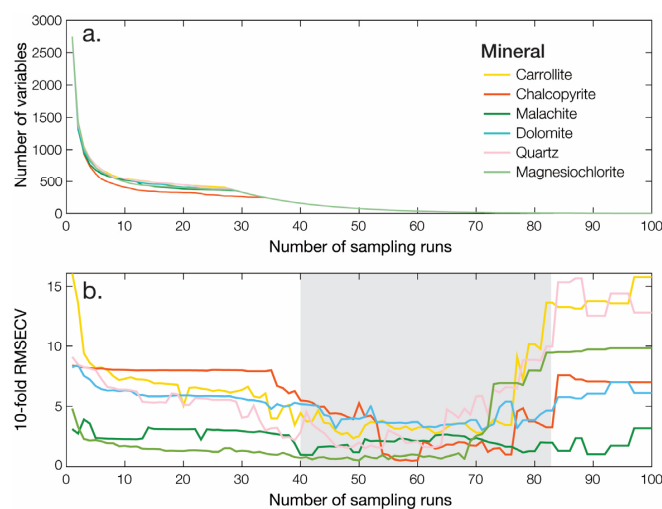 a.
3000
2500
2000
1500
1000
500
0
Number of variables
Mineral
Carrollite
Chalcopyrite
Malachite
Dolomite
Quartz
Magnesiochlorite
0 10 20 30 40 50 60 70 80 90 100
Number of sampling runs
b.
15
10
5
0
10-fold RMSECV
0 10 20 30 40 50 60 70 80 90 100
Number of sampling runs